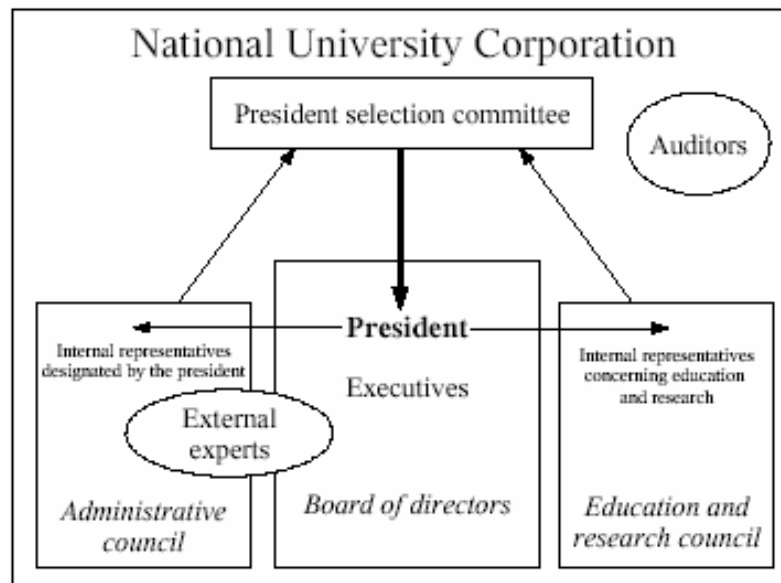 National University Corporation
President selection committee
Auditors
President
Internal representatives
designated by the president
Executives
Internal representatives
concerning education
and research
External
experts
Administrative
council
Board of directors
Education and
research council